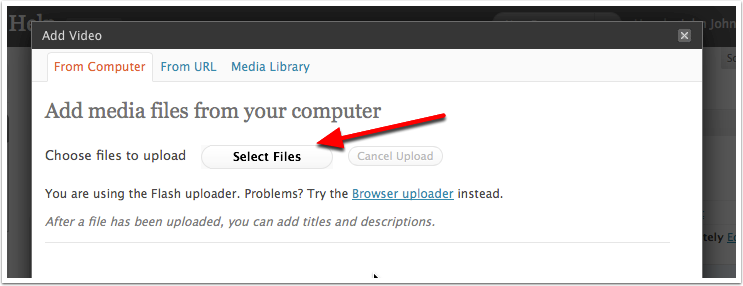 Help
Add Video
From Computer From URL Media Library
Add media files from your computer
Choose files to upload Select Files Cancel Upload
You are using the Flash uploader. Problems? Try the Browser uploader instead.
After a file has been uploaded, you can add titles and descriptions.